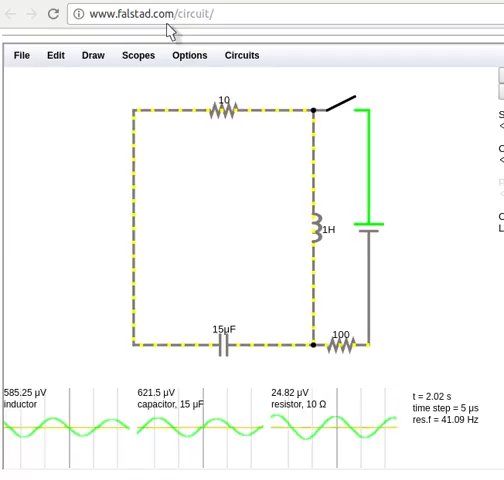 www.falstad.com/circuit/
File Edit Draw Scopes Options Circuits
10
1H
15μF
100
585.25 μV
inductor
621.5 μV
capacitor, 15 μF
24.82 μV
resistor, 10 Ω
t = 2.02 s
time step = 5 μs
res.f = 41.09 Hz